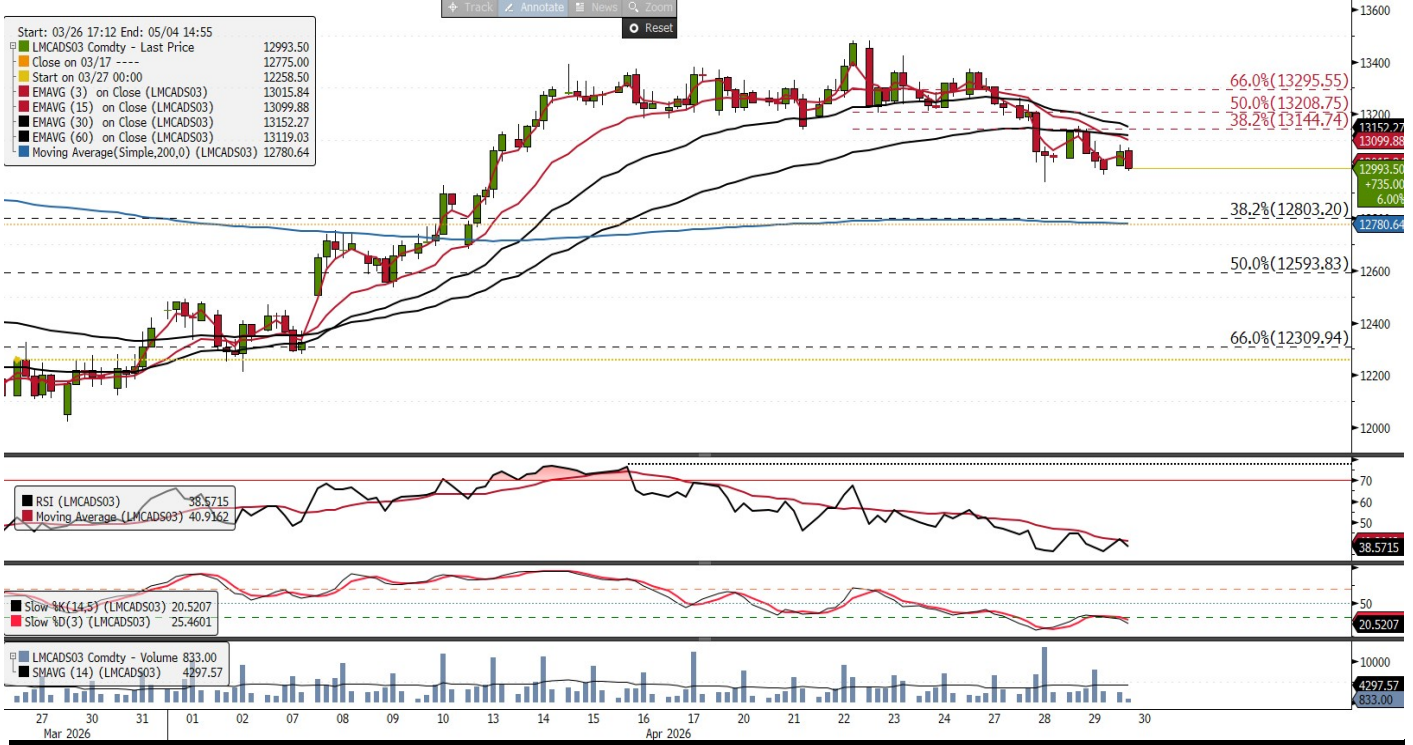 Track Annotate News Zoom
Reset
Start: 03/26 17:12 End: 05/04 14:55
LMCADS03 Comdty - Last Price 12993.50
Close on 03/17 ---- 12775.00
Start on 03/27 00:00 12258.50
EMAVG (3) on Close (LMCADS03) 13015.84
EMAVG (15) on Close (LMCADS03) 13099.88
EMAVG (30) on Close (LMCADS03) 13152.27
EMAVG (60) on Close (LMCADS03) 13119.03
Moving Average(Simple,200,0) (LMCADS03) 12780.64
13600
13400
66.0%(13295.55)
50.0%(13208.75)
13200
38.2%(13144.74)
13152.27
13099.88
12993.50
+735.00
6.00%
38.2%(12803.20)
12780.64
50.0%(12593.83)
12600
66.0%(12309.94)
12400
12200
12000
RSI (LMCADS03) 38.5715
Moving Average (LMCADS03) 40.9162
70
60
50
38.5715
Slow %K(14,5) (LMCADS03) 20.5207
Slow %D(3) (LMCADS03) 25.4601
50
20.5207
LMCADS03 Comdty - Volume 833.00
SMAVG (14) (LMCADS03) 4297.57
10000
4297.57
833.00
27 30 31 01 02 07 08 09 10 13 14 15 16 17 20 21 22 23 24 27 28 29 30
Mar 2026 Apr 2026